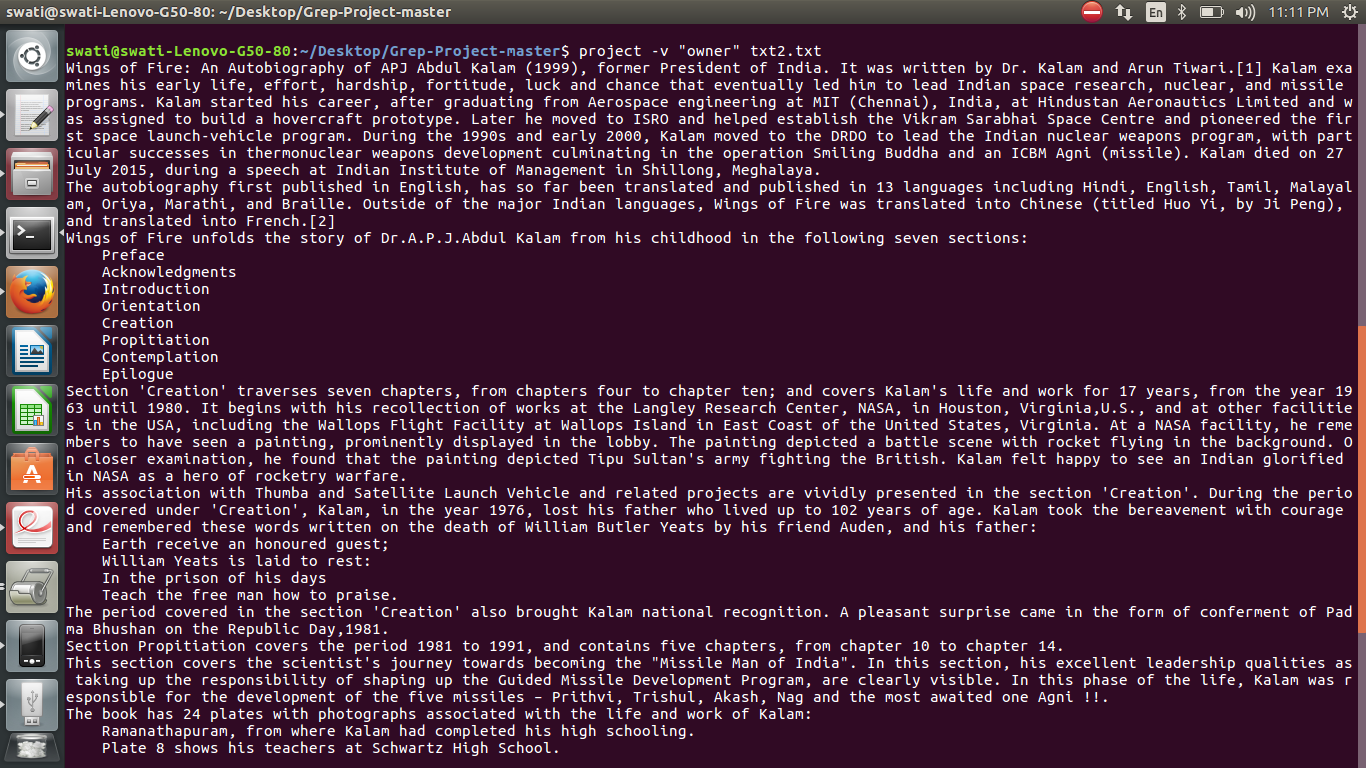 swati@swati-Lenovo-G50-80: ~/Desktop/Grep-Project-master
En
11:11 PM
swati@swati-Lenovo-G50-80:~/Desktop/Grep-Project-master$ project -v "owner" txt2.txt
Wings of Fire: An Autobiography of APJ Abdul Kalam (1999), former President of India. It was written by Dr. Kalam and Arun Tiwari.[1] Kalam exa
mines his early life, effort, hardship, fortitude, luck and chance that eventually led him to lead Indian space research, nuclear, and missile
programs. Kalam started his career, after graduating from Aerospace engineering at MIT (Chennai), India, at Hindustan Aeronautics Limited and w
as assigned to build a hovercraft prototype. Later he moved to ISRO and helped establish the Vikram Sarabhai Space Centre and pioneered the fir
st space launch-vehicle program. During the 1990s and early 2000, Kalam moved to the DRDO to lead the Indian nuclear weapons program, with part
icular successes in thermonuclear weapons development culminating in the operation Smiling Buddha and an ICBM Agni (missile). Kalam died on 27
July 2015, during a speech at Indian Institute of Management in Shillong, Meghalaya.
The autobiography first published in English, has so far been translated and published in 13 languages including Hindi, English, Tamil, Malayal
am, Oriya, Marathi, and Braille. Outside of the major Indian languages, Wings of Fire was translated into Chinese (titled Huo Yi, by Ji Peng),
and translated into French.[2]
Wings of Fire unfolds the story of Dr.A.P.J.Abdul Kalam from his childhood in the following seven sections:
Preface
Acknowledgments
Introduction
Orientation
Creation
Propitiation
Contemplation
Epilogue
Section 'Creation' traverses seven chapters, from chapters four to chapter ten; and covers Kalam's life and work for 17 years, from the year 19
63 until 1980. It begins with his recollection of works at the Langley Research Center, NASA, in Houston, Virginia,U.S., and at other facilitie
s in the USA, including the Wallops Flight Facility at Wallops Island in East Coast of the United States, Virginia. At a NASA facility, he reme
mbers to have seen a painting, prominently displayed in the lobby. The painting depicted a battle scene with rocket flying in the background. O
n closer examination, he found that the painting depicted Tipu Sultan's army fighting the British. Kalam felt happy to see an Indian glorified
in NASA as a hero of rocketry warfare.
His association with Thumba and Satellite Launch Vehicle and related projects are vividly presented in the section 'Creation'. During the perio
d covered under 'Creation', Kalam, in the year 1976, lost his father who lived up to 102 years of age. Kalam took the bereavement with courage
and remembered these words written on the death of William Butler Yeats by his friend Auden, and his father:
Earth receive an honoured guest;
William Yeats is laid to rest:
In the prison of his days
Teach the free man how to praise.
The period covered in the section 'Creation' also brought Kalam national recognition. A pleasant surprise came in the form of conferment of Pad
ma Bhushan on the Republic Day,1981.
Section Propitiation covers the period 1981 to 1991, and contains five chapters, from chapter 10 to chapter 14.
This section covers the scientist's journey towards becoming the "Missile Man of India". In this section, his excellent leadership qualities as
taking up the responsibility of shaping up the Guided Missile Development Program, are clearly visible. In this phase of the life, Kalam was r
esponsible for the development of the five missiles – Prithvi, Trishul, Akash, Nag and the most awaited one Agni !!.
The book has 24 plates with photographs associated with the life and work of Kalam:
Ramanathapuram, from where Kalam had completed his high schooling.
Plate 8 shows his teachers at Schwartz High School.